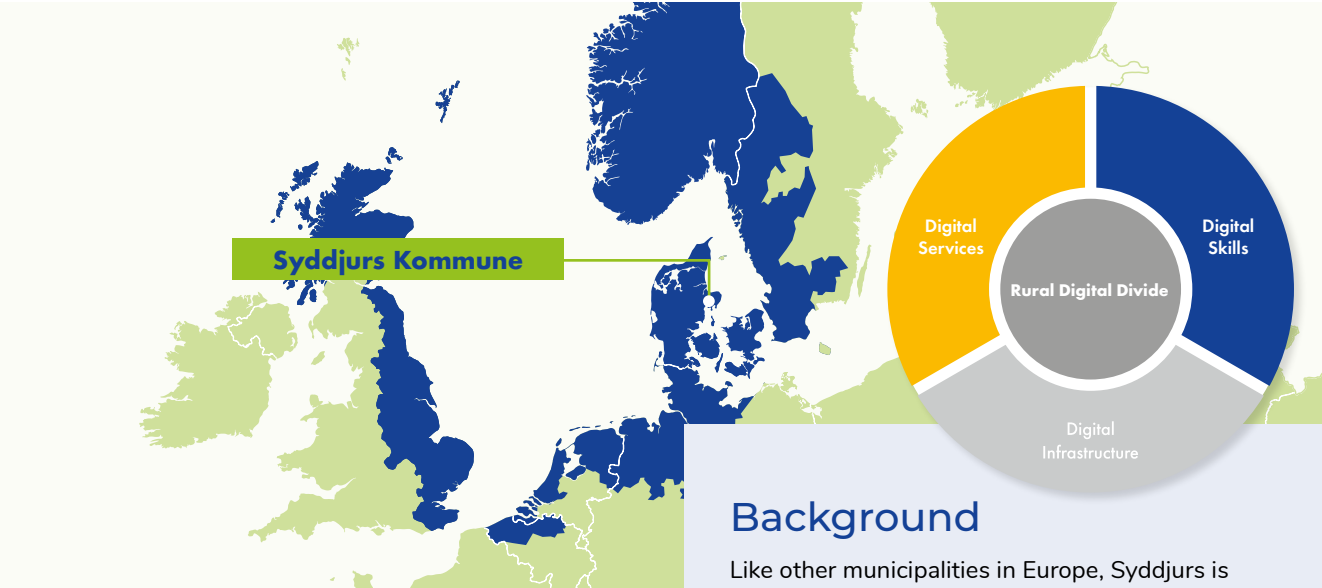 Syddjurs Kommune
Digital
Services
Digital
Skills
Rural Digital Divide
Digital
Infrastructure
Background
Like other municipalities in Europe, Syddjurs is